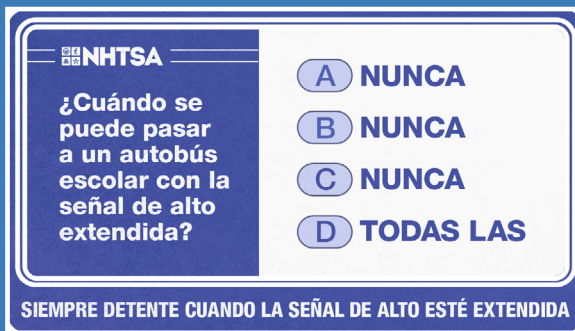 NHTSA
¿Cuándo se
puede pasar
a un autobús
escolar con la
señal de alto
extendida?
A NUNCA
B NUNCA
C NUNCA
D TODAS LAS
SIEMPRE DETENTE CUANDO LA SEÑAL DE ALTO ESTÉ EXTENDIDA